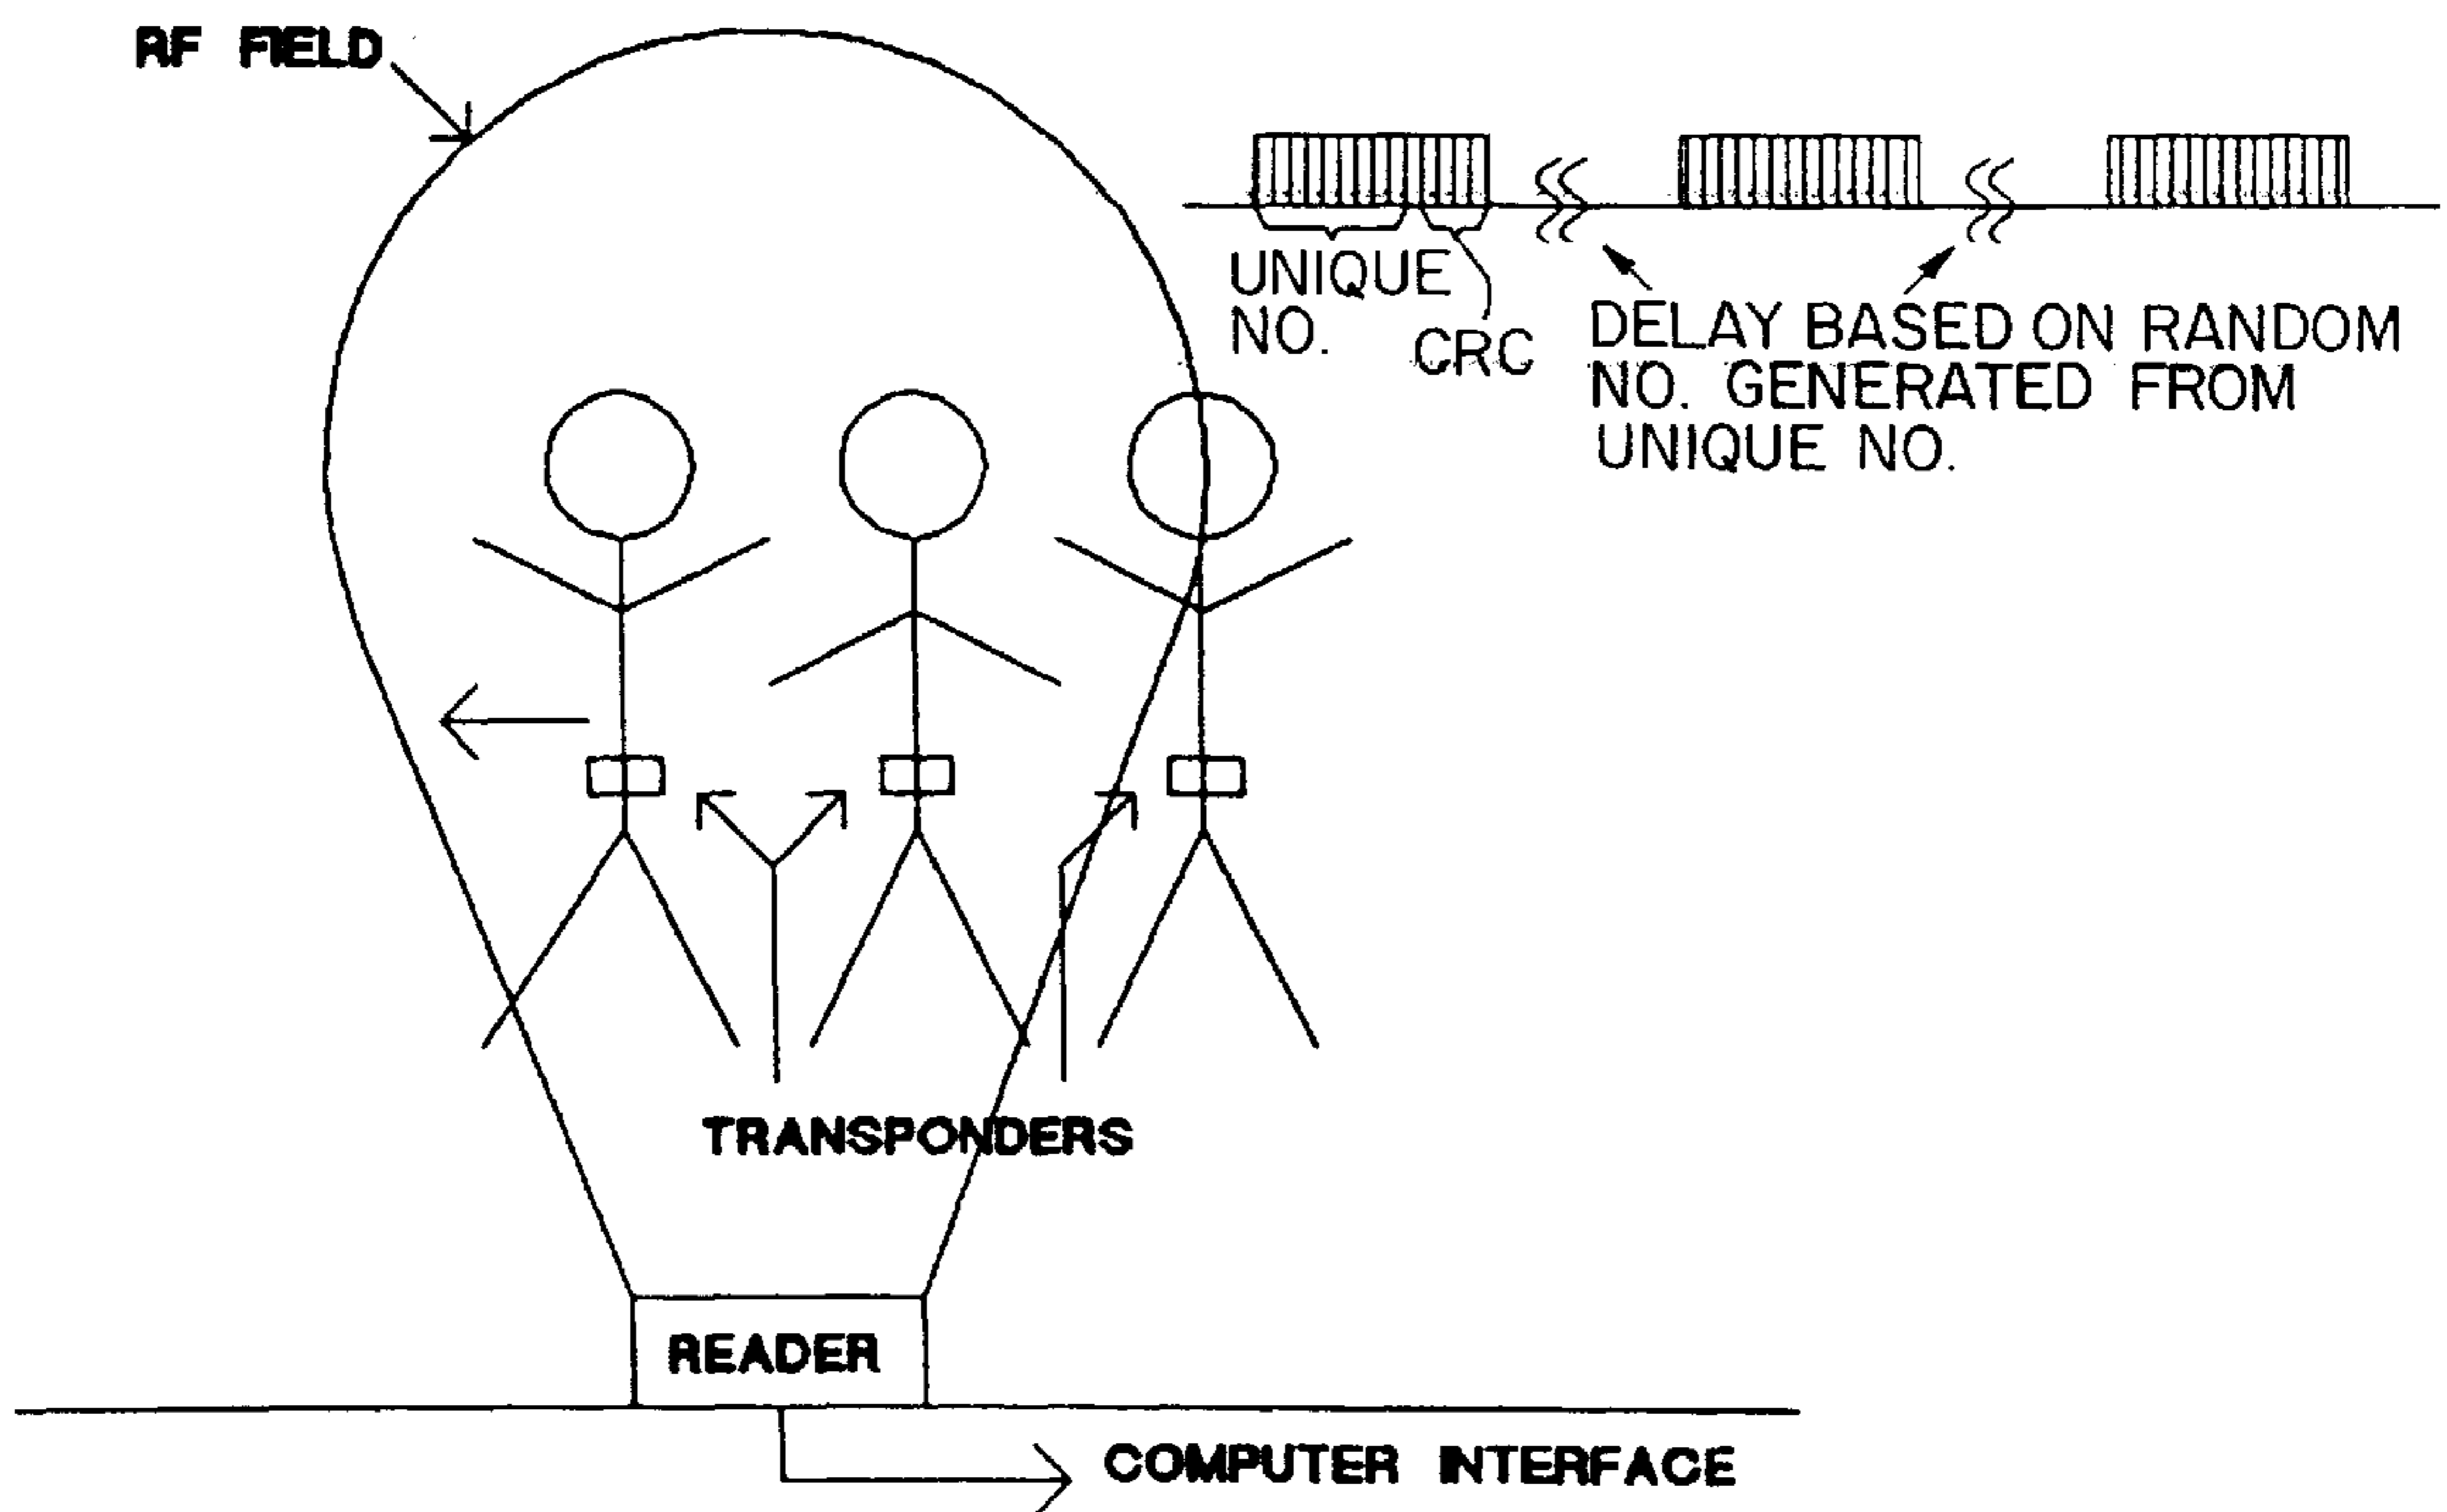 RF FIELD
UNIQUE
NO.
CRC
DELAY BASED ON RANDOM
NO. GENERATED FROM
UNIQUE NO.
TRANSPONDERS
READER
COMPUTER INTERFACE